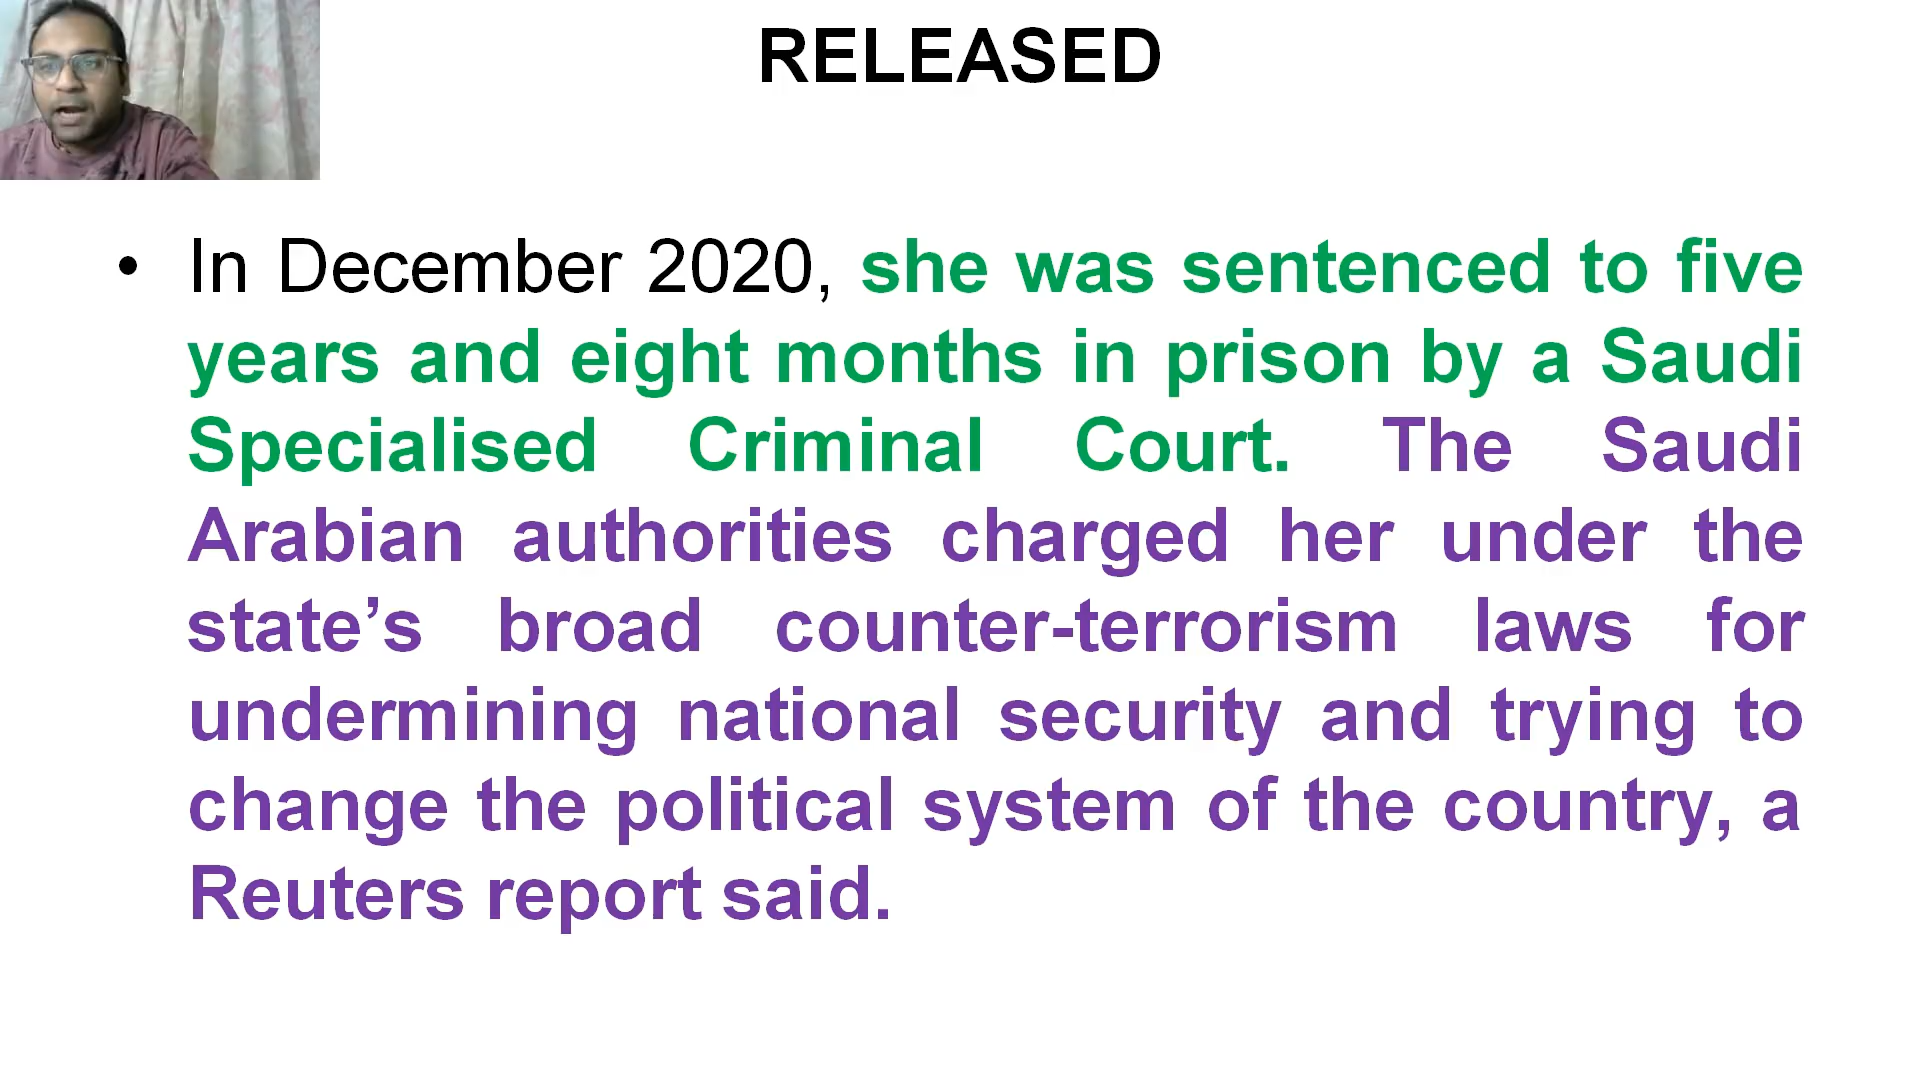 RELEASED
• In December 2020, she was sentenced to five
years and eight months in prison by a Saudi
Specialised Criminal Court. The Saudi
Arabian authorities charged her under the
state’s broad counter-terrorism laws for
undermining national security and trying to
change the political system of the country, a
Reuters report said.